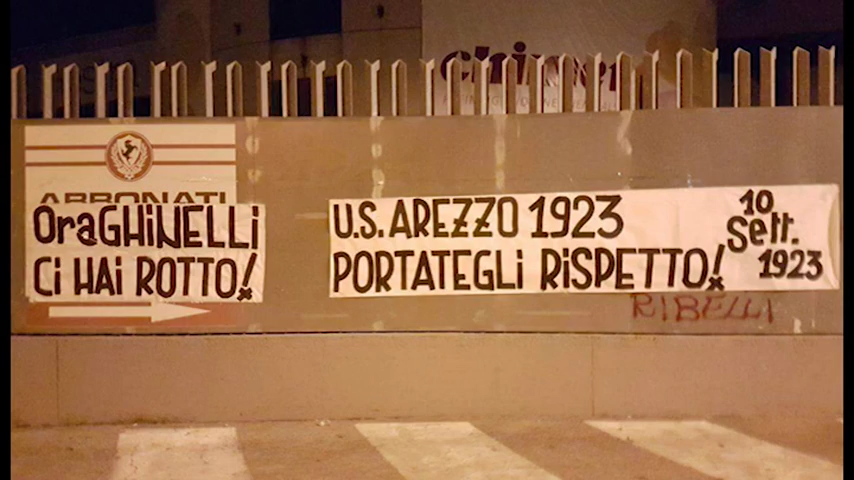 ABBONATI
OraGHiNELLi
Ci HAi ROTTO!
U.S. AREZZO 1923
PORTATEGLi RiSPETTO!
10
Sett.
1923
RIBELLI